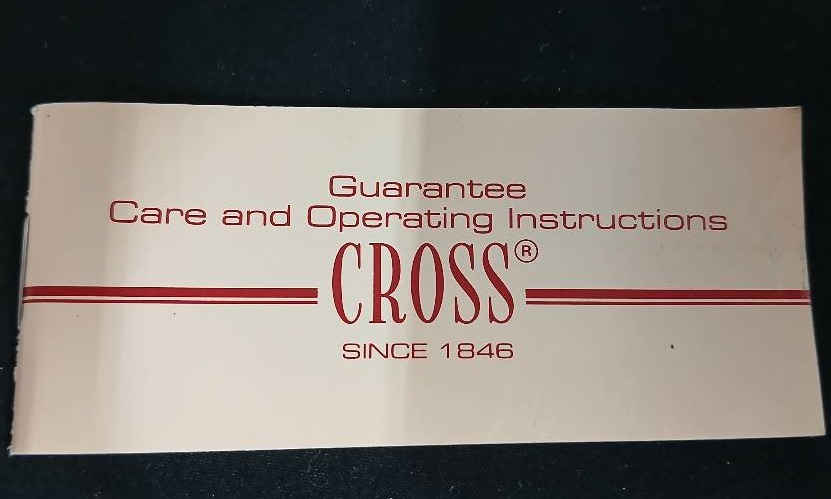 Guarantee
Care and Operating Instructions
CROSS®
SINCE 1846